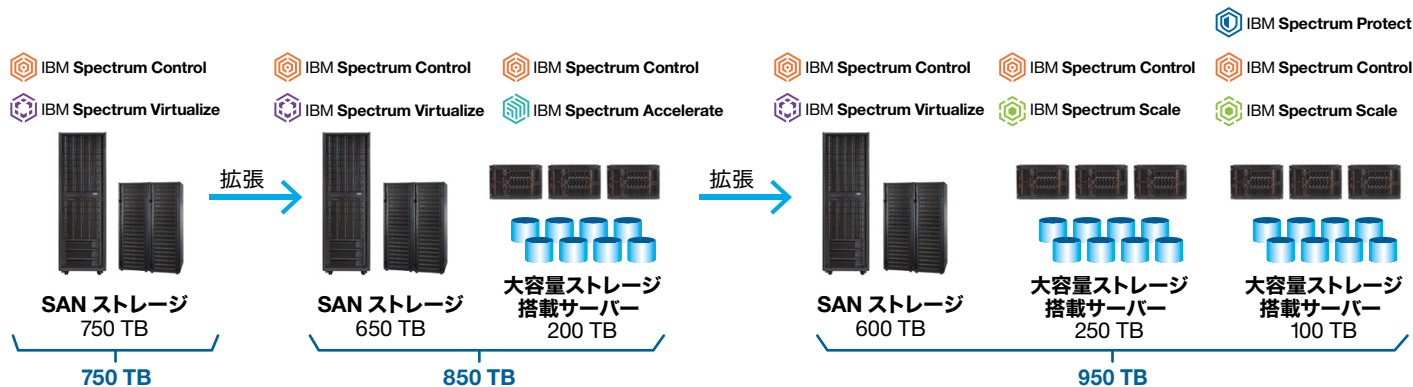 IBM Spectrum Protect
IBM Spectrum Control
IBM Spectrum Control
IBM Spectrum Control
IBM Spectrum Control
IBM Spectrum Control
IBM Spectrum Control
IBM Spectrum Virtualize
IBM Spectrum Virtualize
IBM Spectrum Accelerate
IBM Spectrum Virtualize
IBM Spectrum Scale
IBM Spectrum Scale
拡張
拡張
SAN ストレージ
750 TB
SAN ストレージ
650 TB
大容量ストレージ
搭載サーバー
200 TB
SAN ストレージ
600 TB
大容量ストレージ
搭載サーバー
250 TB
大容量ストレージ
搭載サーバー
100 TB
750 TB
850 TB
950 TB